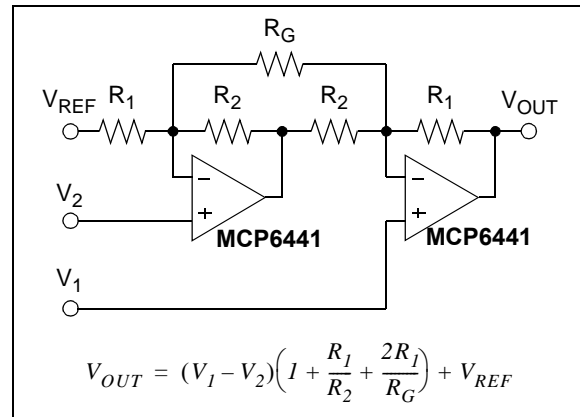 R_G
V_REF R_1 R_2 R_2 R_1 V_OUT
−
+
−
+
V_2
MCP6441 MCP6441
V_1
V_OUT = (V_1 – V_2)(1 + R_1/R_2 + 2R_1/R_G) + V_REF